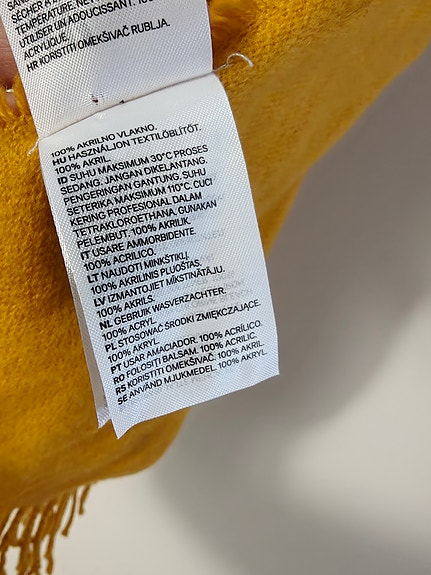 SÉCHER À
TEMPÉRATURE. NE
UTILISER UN ADOUCISSANT. 100%
ACRYLIQUE.
HR KORISTITI OMEKŠIVAČ RUBLJA.
100% AKRILNO VLAKNO.
HU HASZNÁLJON TEXTILÖBLÍTŐT.
100% AKRIL.
ID SUHU MAKSIMUM 30°C PROSES
SEDANG. JANGAN DIKELANTANG.
PENGERINGAN GANTUNG. SUHU
SETERIKA MAKSIMUM 110°C. CUCI
KERING PROFESIONAL DALAM
TETRAKLOROETHANA. GUNAKAN
PELEMBUT. 100% AKRILIK
IT USARE AMMORBIDENTE.
100% ACRILICO.
LT NAUDOTI MINKŠTIKLĮ.
100% AKRILINIS PLUOŠTAS.
LV IZMANTOJIET MĪKSTINĀTĀJU.
100% AKRILS.
NL GEBRUIK WASVERZACHTER.
100% ACRYL.
PL STOSOWAĆ ŚRODKI ZMIĘKCZAJĄCE.
100% AKRYL.
PT USAR AMACIADOR. 100% ACRÍLICO.
RO FOLOSIȚI BALSAM. 100% ACRILIC.
RS KORISTITI OMEKŠIVAČ. 100% AKRIL.
SE ANVÄND MJUKMEDEL. 100% AKRYL.